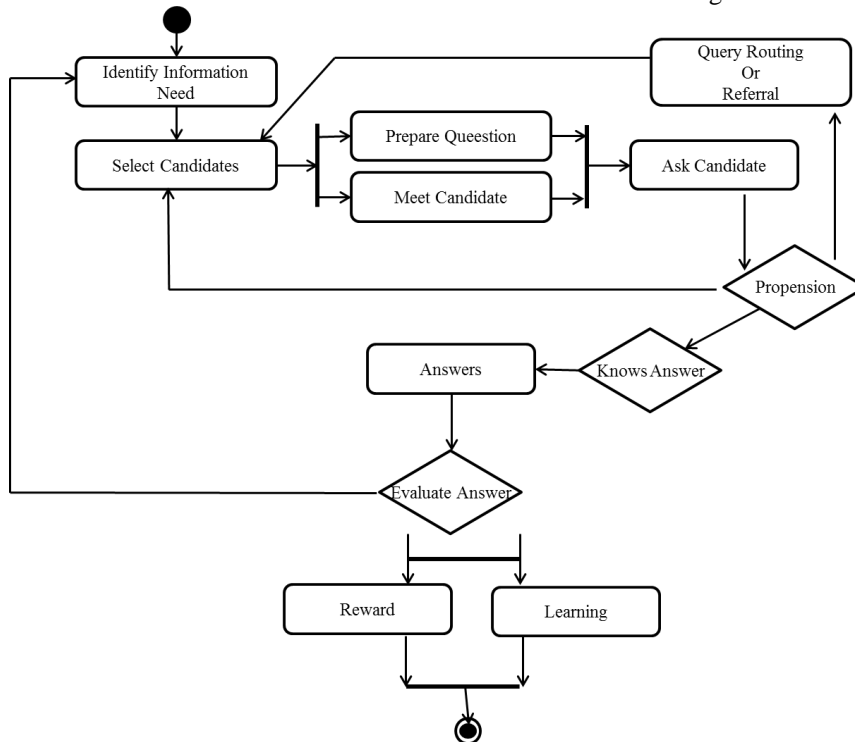 Identify Information
Need
Query Routing
Or
Referral
Prepare Queestion
Select Candidates
Ask Candidate
Meet Candidate
Propension
Answers
Knows Answer
Evaluate Answer
Reward
Learning